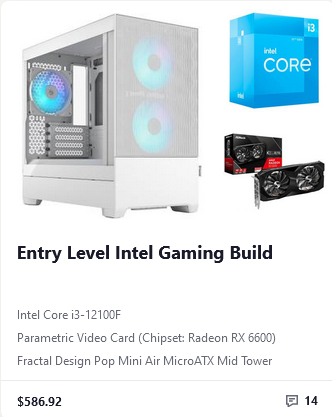 intel
i3
intel
CORE
Entry Level Intel Gaming Build
Intel Core i3-12100F
Parametric Video Card (Chipset: Radeon RX 6600)
Fractal Design Pop Mini Air MicroATX Mid Tower
$586.92
14